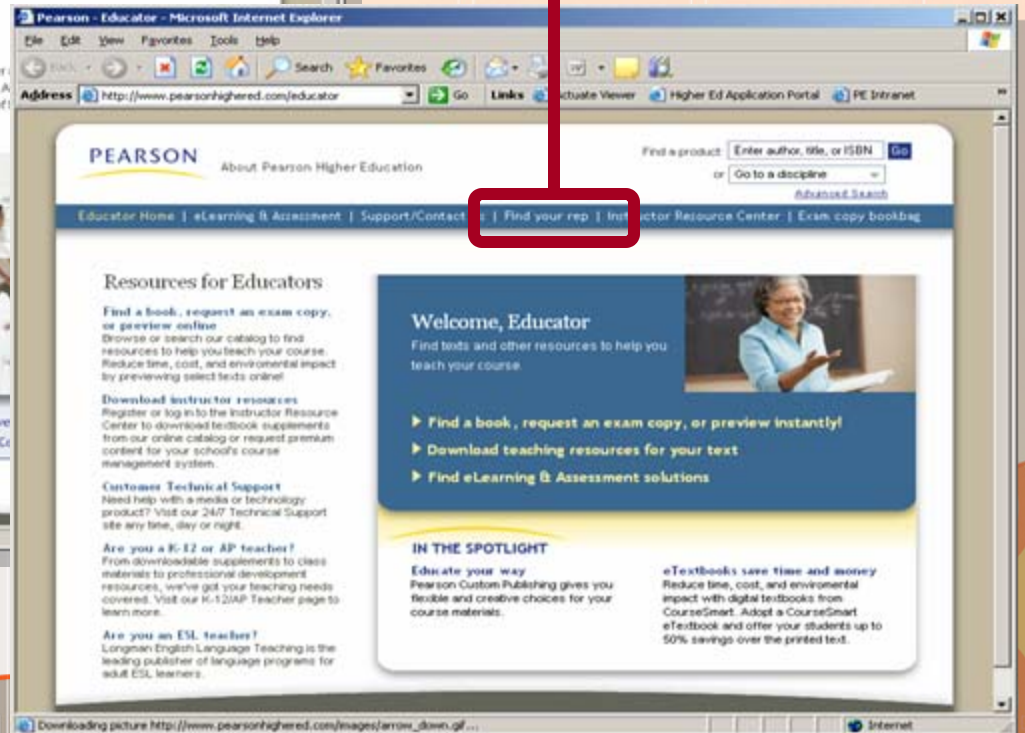 Pearson - Educator - Microsoft Internet Explorer
File Edit View Favorites Tools Help
Back Search Favorites
Address http://www.pearsonhighered.com/educator Go Links Actuate Viewer Higher Ed Application Portal PE Intranet
PEARSON
About Pearson Higher Education
Find a product Enter author, title, or ISBN Go
or Go to a discipline
Advanced Search
Educator Home | eLearning & Assessment | Support/Contact | Find your rep | Instructor Resource Center | Exam copy bookbag
Resources for Educators
Find a book, request an exam copy,
or preview online
Browse or search our catalog to find
resources to help you teach your course.
Reduce time, cost, and enviromental impact
by previewing select texts online!
Download instructor resources
Register or log in to the Instructor Resource
Center to download textbook supplements
from our online catalog or request premium
content for your school's course
management system.
Customer Technical Support
Need help with a media or technology
product? Visit our 24/7 Technical Support
site any time, day or night.
Are you a K-12 or AP teacher?
From downloadable supplements to class
materials to professional development
resources, we've got your teaching needs
covered. Visit our K-12/AP Teacher page to
learn more.
Are you an ESL teacher?
Longman English Language Teaching is the
leading publisher of language programs for
adult ESL learners.
Welcome, Educator
Find texts and other resources to help you
teach your course.
Find a book, request an exam copy, or preview instantly!
Download teaching resources for your text
Find eLearning & Assessment solutions
IN THE SPOTLIGHT
Educate your way
Pearson Custom Publishing gives you
flexible and creative choices for your
course materials.
eTextbooks save time and money
Reduce time, cost, and enviromental
impact with digital textbooks from
CourseSmart. Adopt a CourseSmart
eTextbook and offer your students up to
50% savings over the printed text.
Downloading picture http://www.pearsonhighered.com/images/arrow_down.gif...
Internet